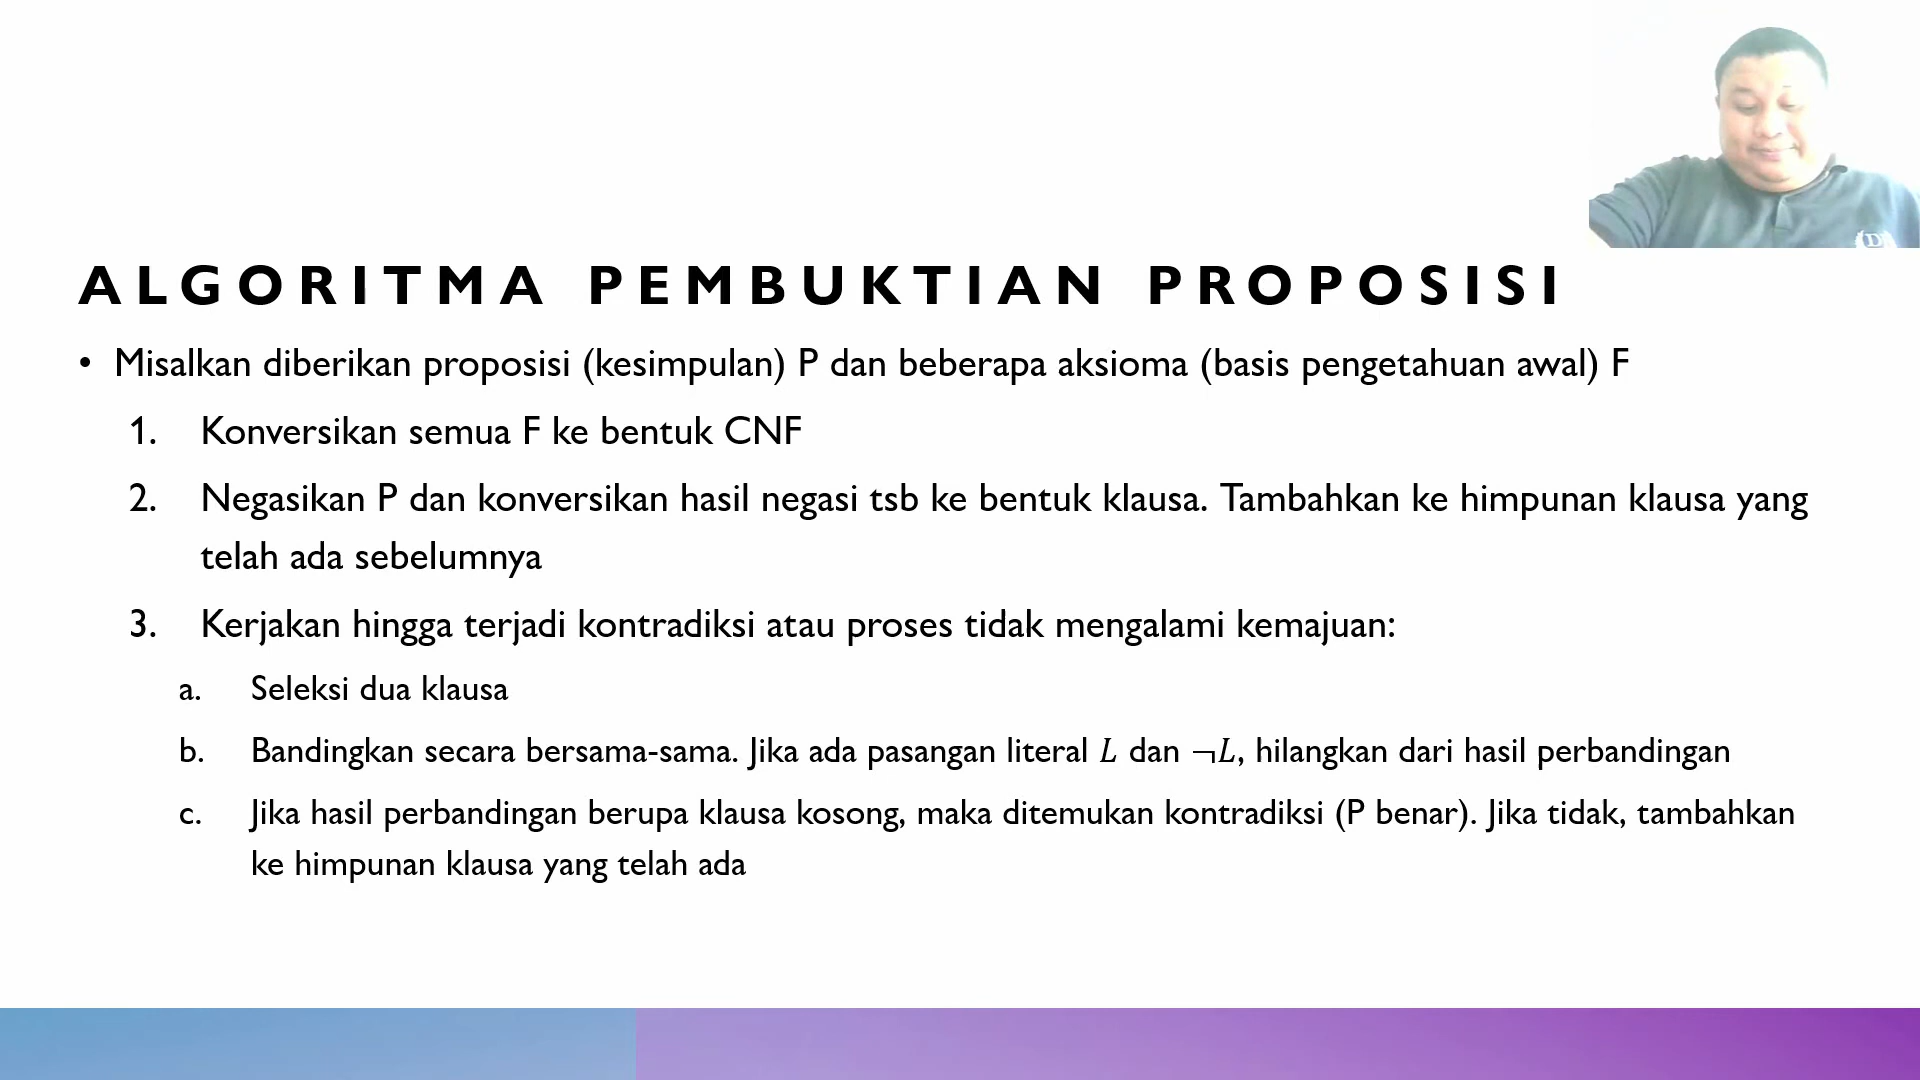 ALGORITMA PEMBUKTIAN PROPOSISI
• Misalkan diberikan proposisi (kesimpulan) P dan beberapa aksioma (basis pengetahuan awal) F
1. Konversikan semua F ke bentuk CNF
2. Negasikan P dan konversikan hasil negasi tsb ke bentuk klausa. Tambahkan ke himpunan klausa yang
telah ada sebelumnya
3. Kerjakan hingga terjadi kontradiksi atau proses tidak mengalami kemajuan:
a. Seleksi dua klausa
b. Bandingkan secara bersama-sama. Jika ada pasangan literal L dan ¬L, hilangkan dari hasil perbandingan
c. Jika hasil perbandingan berupa klausa kosong, maka ditemukan kontradiksi (P benar). Jika tidak, tambahkan
ke himpunan klausa yang telah ada